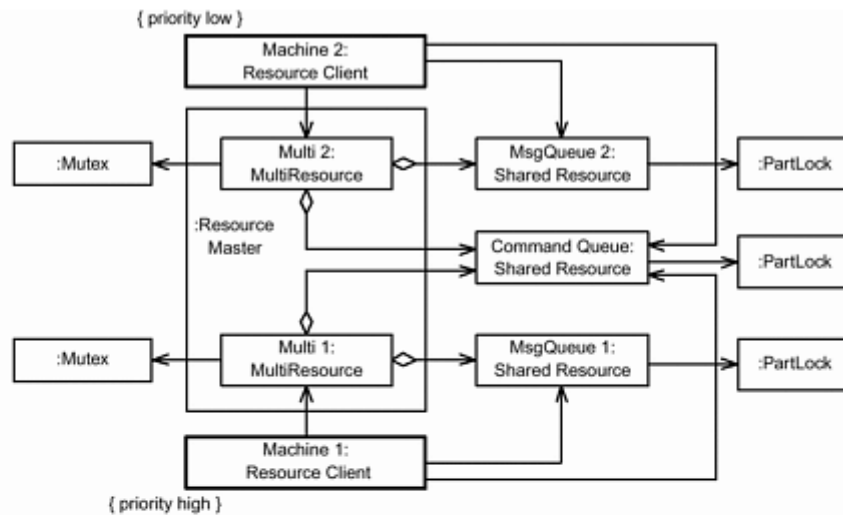 { priority low }
Machine 2:
Resource Client
:Mutex
Multi 2:
MultiResource
MsgQueue 2:
Shared Resource
:PartLock
:Resource
Master
Command Queue:
Shared Resource
:PartLock
:Mutex
Multi 1:
MultiResource
MsgQueue 1:
Shared Resource
:PartLock
Machine 1:
Resource Client
{ priority high }